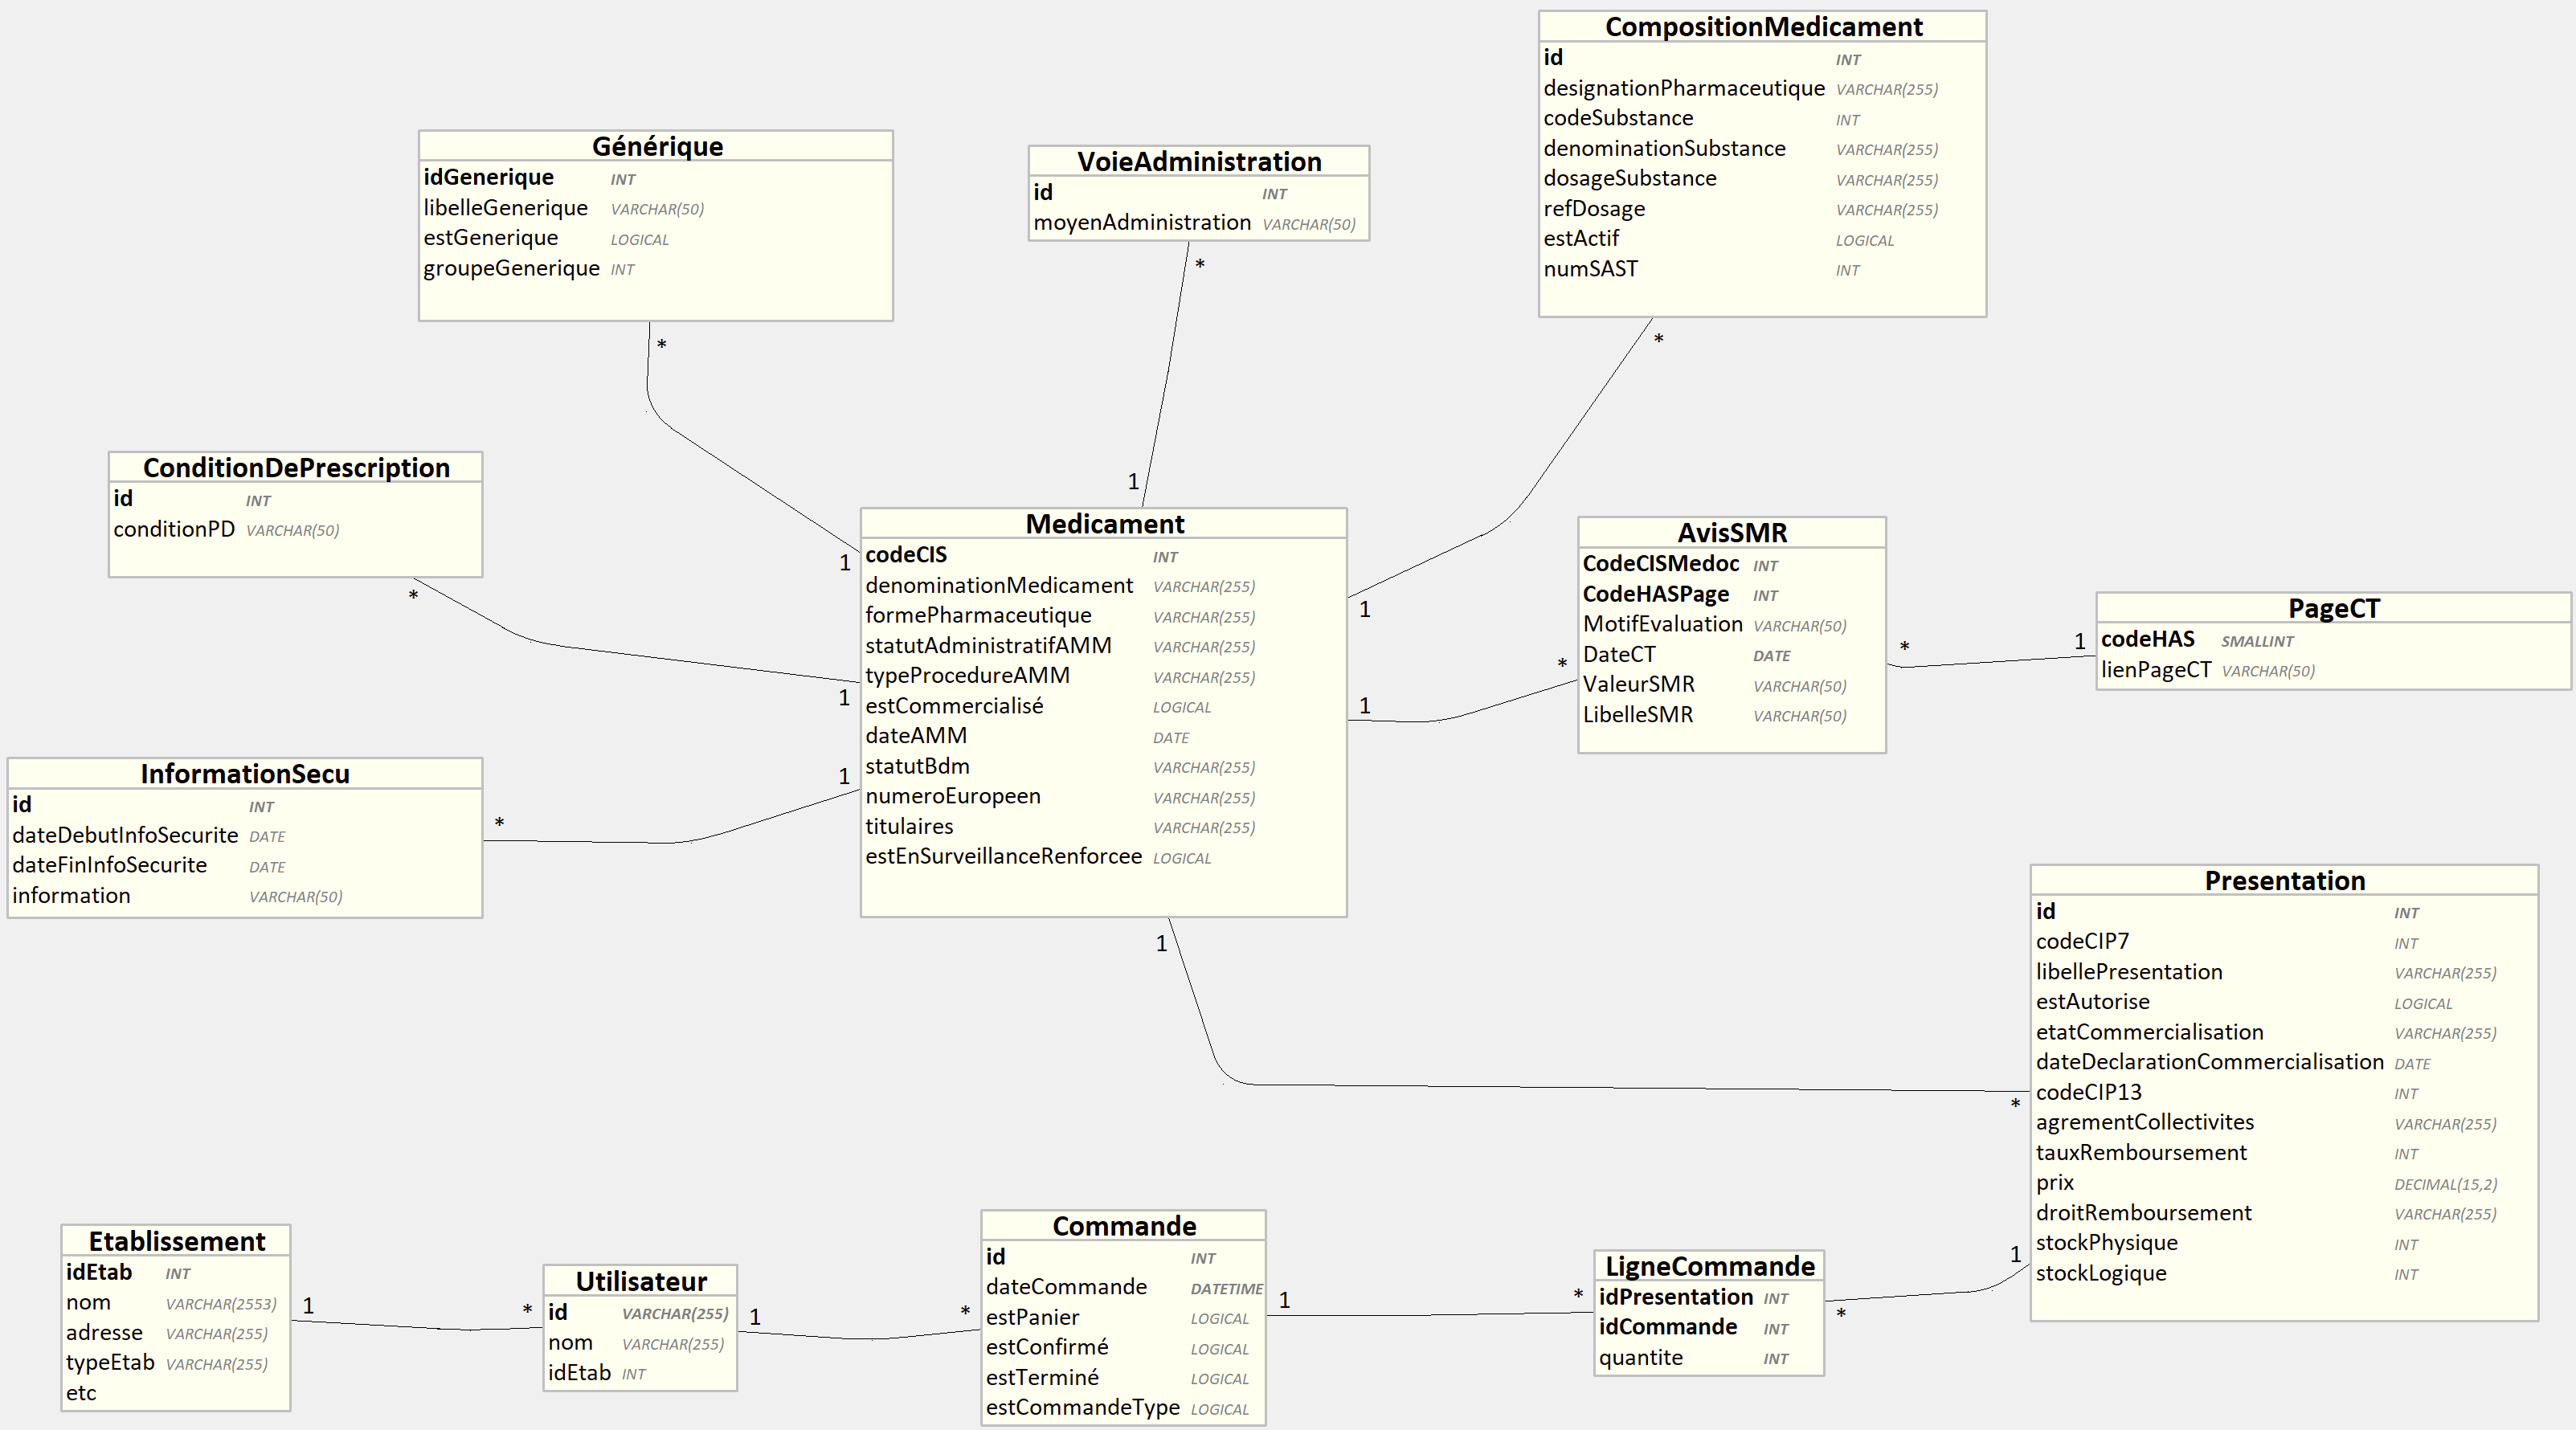 CompositionMedicament
id INT
designationPharmaceutique VARCHAR(255)
codeSubstance INT
denominationSubstance VARCHAR(255)
dosageSubstance VARCHAR(255)
refDosage VARCHAR(255)
estActif LOGICAL
numSAST INT
*
Générique
idGenerique INT
libelleGenerique VARCHAR(50)
estGenerique LOGICAL
groupeGenerique INT
*
VoieAdministration
id INT
moyenAdministration VARCHAR(50)
*
ConditionDePrescription
id INT
conditionPD VARCHAR(50)
*
1
1
1
1
1
1
Medicament
codeCIS INT
denominationMedicament VARCHAR(255)
formePharmaceutique VARCHAR(255)
statutAdministratifAMM VARCHAR(255)
typeProcedureAMM VARCHAR(255)
estCommercialisé LOGICAL
dateAMM DATE
statutBdm VARCHAR(255)
numeroEuropeen VARCHAR(255)
titulaires VARCHAR(255)
estEnSurveillanceRenforcee LOGICAL
1
*
AvisSMR
CodeCISMedoc INT
CodeHASPage INT
MotifEvaluation VARCHAR(50)
DateCT DATE
ValeurSMR VARCHAR(50)
LibelleSMR VARCHAR(50)
*
1
PageCT
codeHAS SMALLINT
lienPageCT VARCHAR(50)
InformationSecu
id INT
dateDebutInfoSecurite DATE
dateFinInfoSecurite DATE
information VARCHAR(50)
*
Presentation
id INT
codeCIP7 INT
libellePresentation VARCHAR(255)
estAutorise LOGICAL
etatCommercialisation VARCHAR(255)
dateDeclarationCommercialisation DATE
codeCIP13 INT
agrementCollectivites VARCHAR(255)
tauxRemboursement INT
prix DECIMAL(15,2)
droitRemboursement VARCHAR(255)
stockPhysique INT
stockLogique INT
*
1
Etablissement
idEtab INT
nom VARCHAR(2553)
adresse VARCHAR(255)
typeEtab VARCHAR(255)
etc
1
*
Utilisateur
id VARCHAR(255)
nom VARCHAR(255)
idEtab INT
1
*
Commande
id INT
dateCommande DATETIME
estPanier LOGICAL
estConfirmé LOGICAL
estTerminé LOGICAL
estCommandeType LOGICAL
1
*
LigneCommande
idPresentation INT
idCommande INT
quantite INT
*